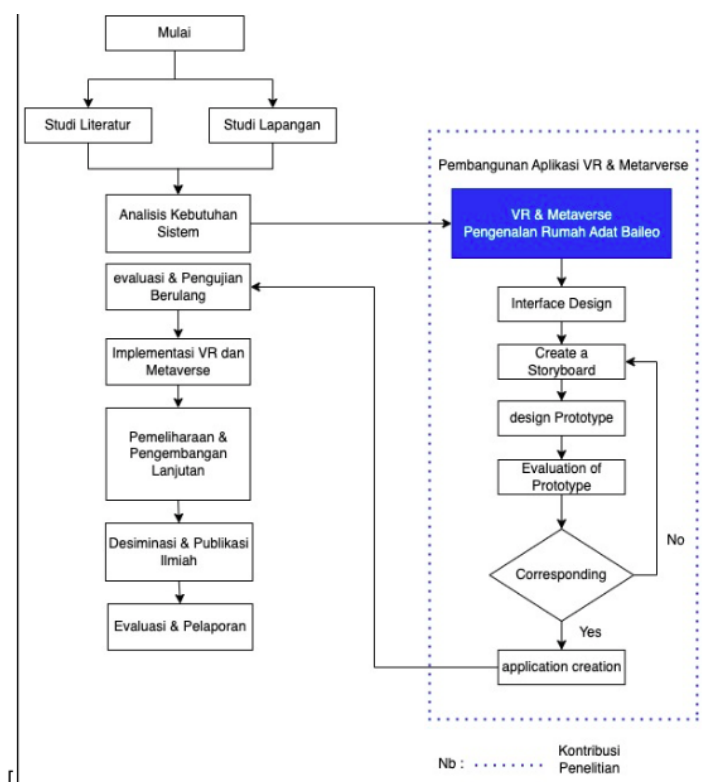 Mulai
Studi Literatur
Studi Lapangan
Analisis Kebutuhan
Sistem
evaluasi & Pengujian
Berulang
Implementasi VR dan
Metaverse
Pemeliharaan &
Pengembangan
Lanjutan
Desiminasi & Publikasi
Ilmiah
Evaluasi & Pelaporan
Pembangunan Aplikasi VR & Metarverse
VR & Metaverse
Pengenalan Rumah Adat Baileo
Interface Design
Create a
Storyboard
design Prototype
Evaluation of
Prototype
Corresponding
No
Yes
application creation
Nb :
Kontribusi
Penelitian